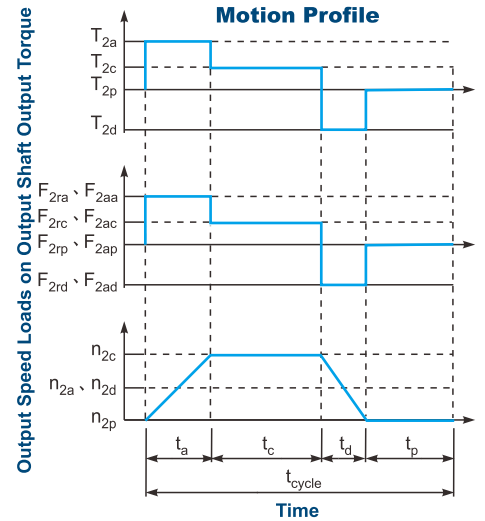 Motion Profile
Output Speed Loads on Output Shaft Output Torque
T2a
T2c
T2p
T2d
F2ra、F2aa
F2rc、F2ac
F2rp、F2ap
F2rd、F2ad
n2c
n2a、n2d
n2p
ta tc td tp
tcycle
Time